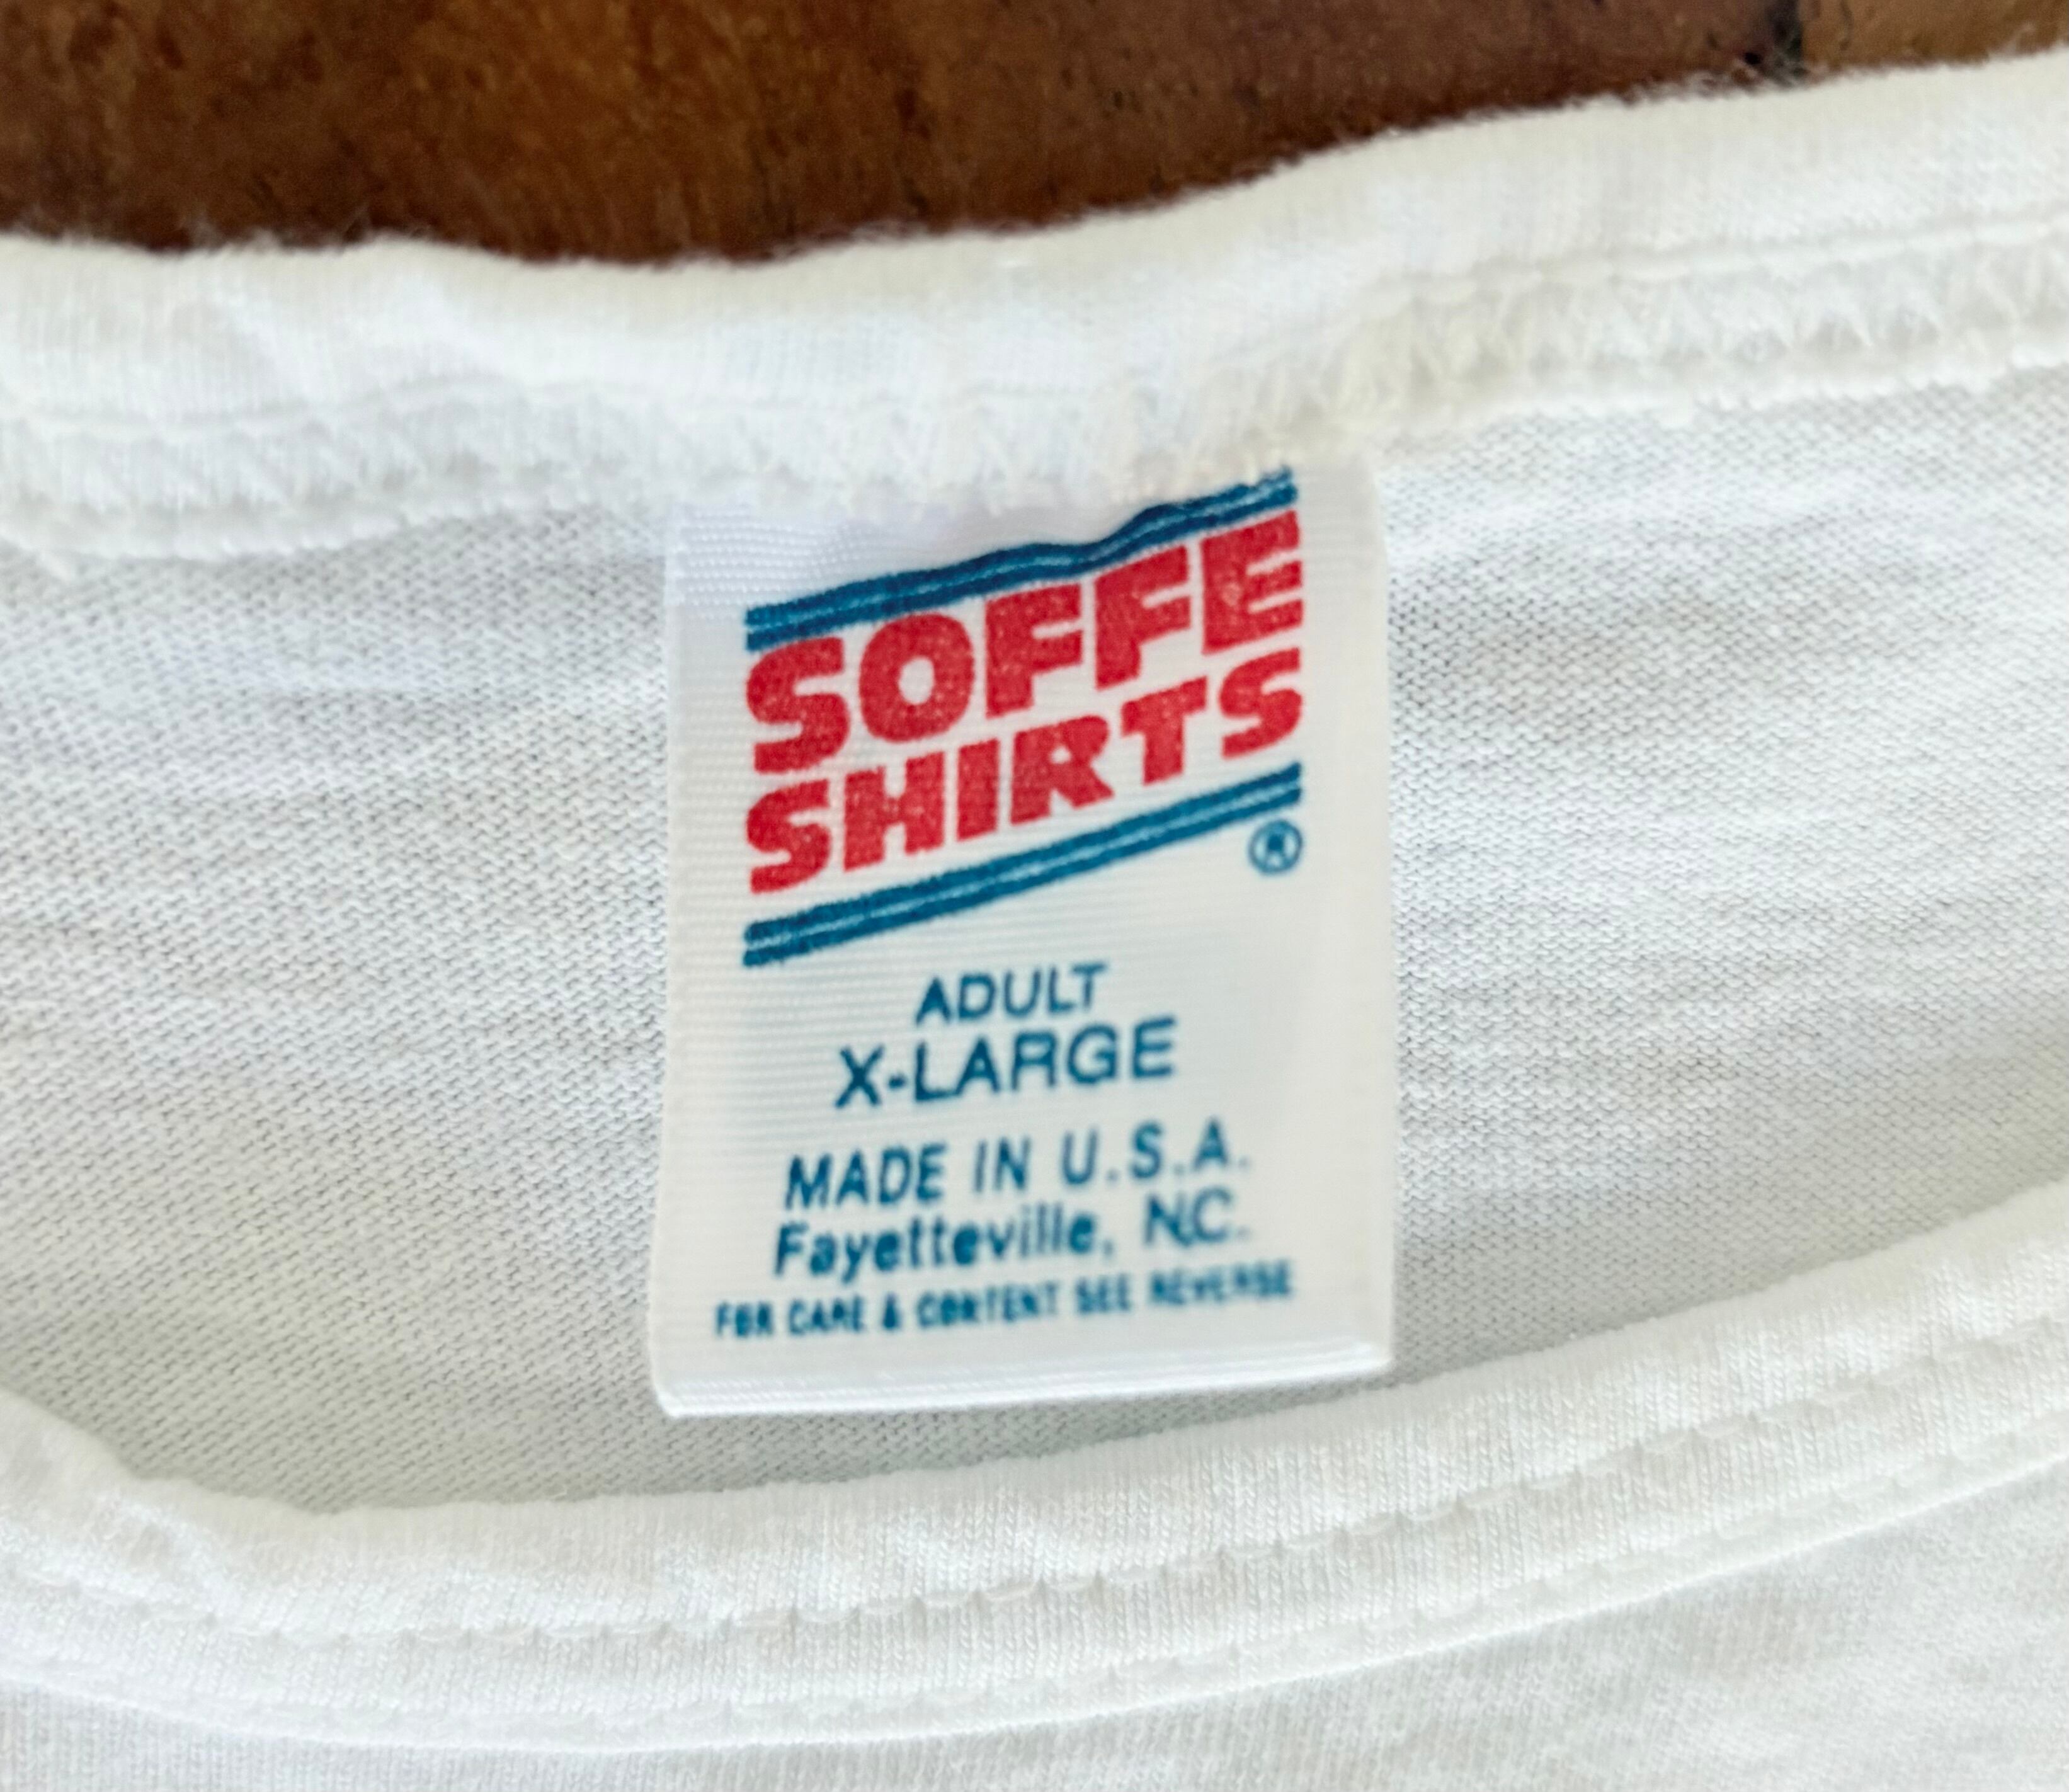 SOFFE
SHIRTS
®
ADULT
X-LARGE
MADE IN U.S.A.
Fayetteville, N.C.
FOR CARE & CONTENT SEE REVERSE